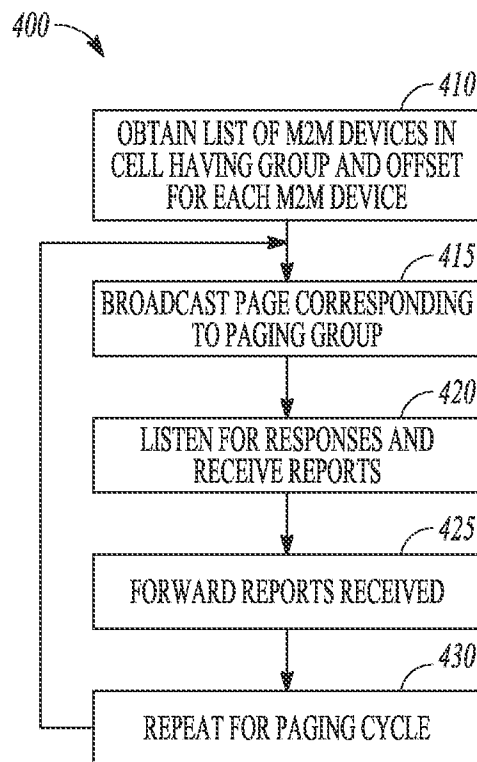 400
410
OBTAIN LIST OF M2M DEVICES IN
CELL HAVING GROUP AND OFFSET
FOR EACH M2M DEVICE
415
BROADCAST PAGE CORRESPONDING
TO PAGING GROUP
420
LISTEN FOR RESPONSES AND
RECEIVE REPORTS
425
FORWARD REPORTS RECEIVED
430
REPEAT FOR PAGING CYCLE